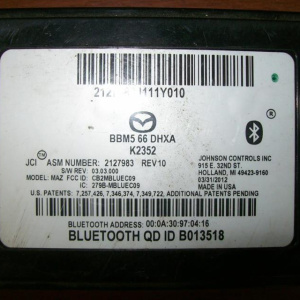 J111Y010
BBM5 66 DHXA
K2352
JCI TM ASM NUMBER: 2127983 REV10
S/W REV: 03.03.000
MODEL: MAZ FCC ID: CB2MBLUEC09
IC: 279B-MBLUEC09
JOHNSON CONTROLS INC
915 E. 32ND ST.
HOLLAND, MI 49423-9160
03/31/2012
U.S. PATENTS: 7,257,426, 7,346,374, 7,349,722, ADDITIONAL PATENTS PENDING
BLUETOOTH ADDRESS: 00:0A:30:97:04:16
BLUETOOTH QD ID B013518